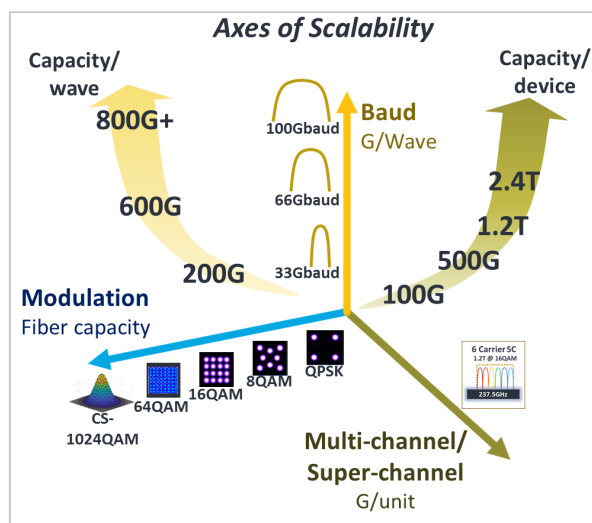 Axes of Scalability
Capacity/
wave
Capacity/
device
800G+
600G
200G
100Gbaud
66Gbaud
33Gbaud
Baud
G/Wave
2.4T
1.2T
500G
100G
Modulation
Fiber capacity
QPSK
8QAM
16QAM
64QAM
CS-
1024QAM
6 Carrier SC
1.2T @ 16QAM
237.5GHz
Multi-channel/
Super-channel
G/unit